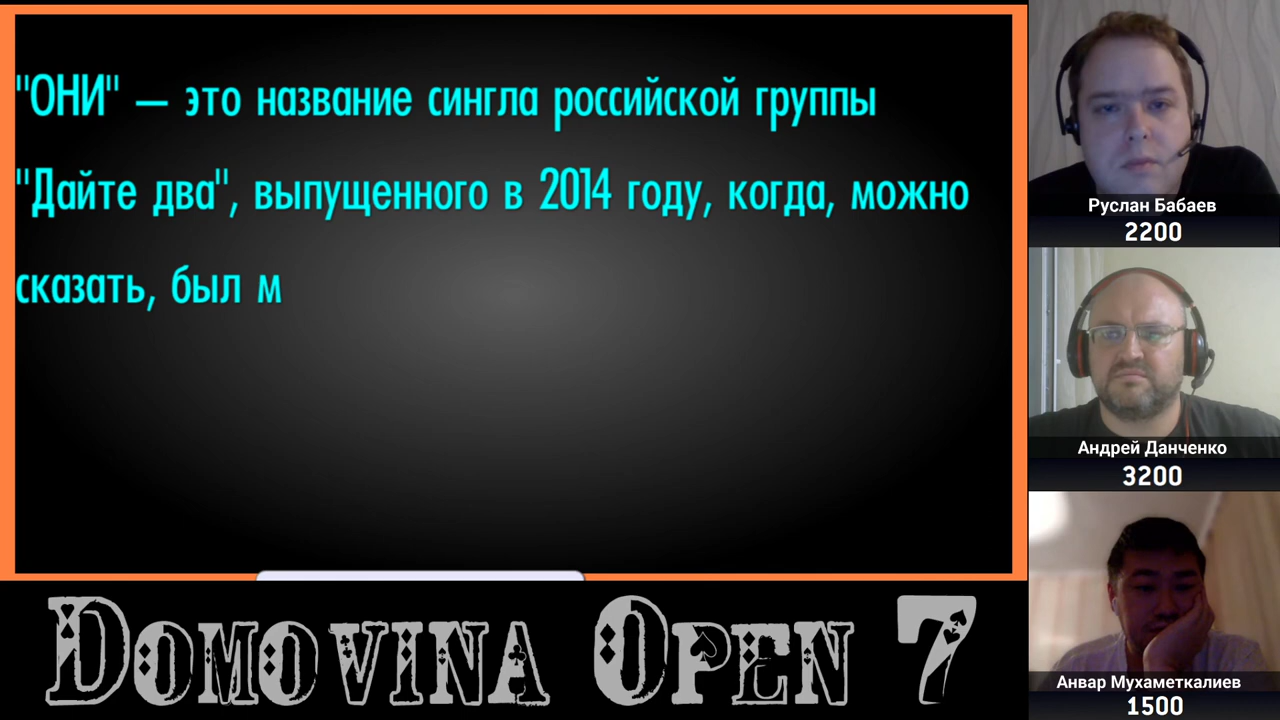 "ОНИ" — это название сингла российской группы
"Дайте два", выпущенного в 2014 году, когда, можно
сказать, был м
Руслан Бабаев
2200
Андрей Данченко
3200
Анвар Мухаметкалиев
1500
Domovina Open 7